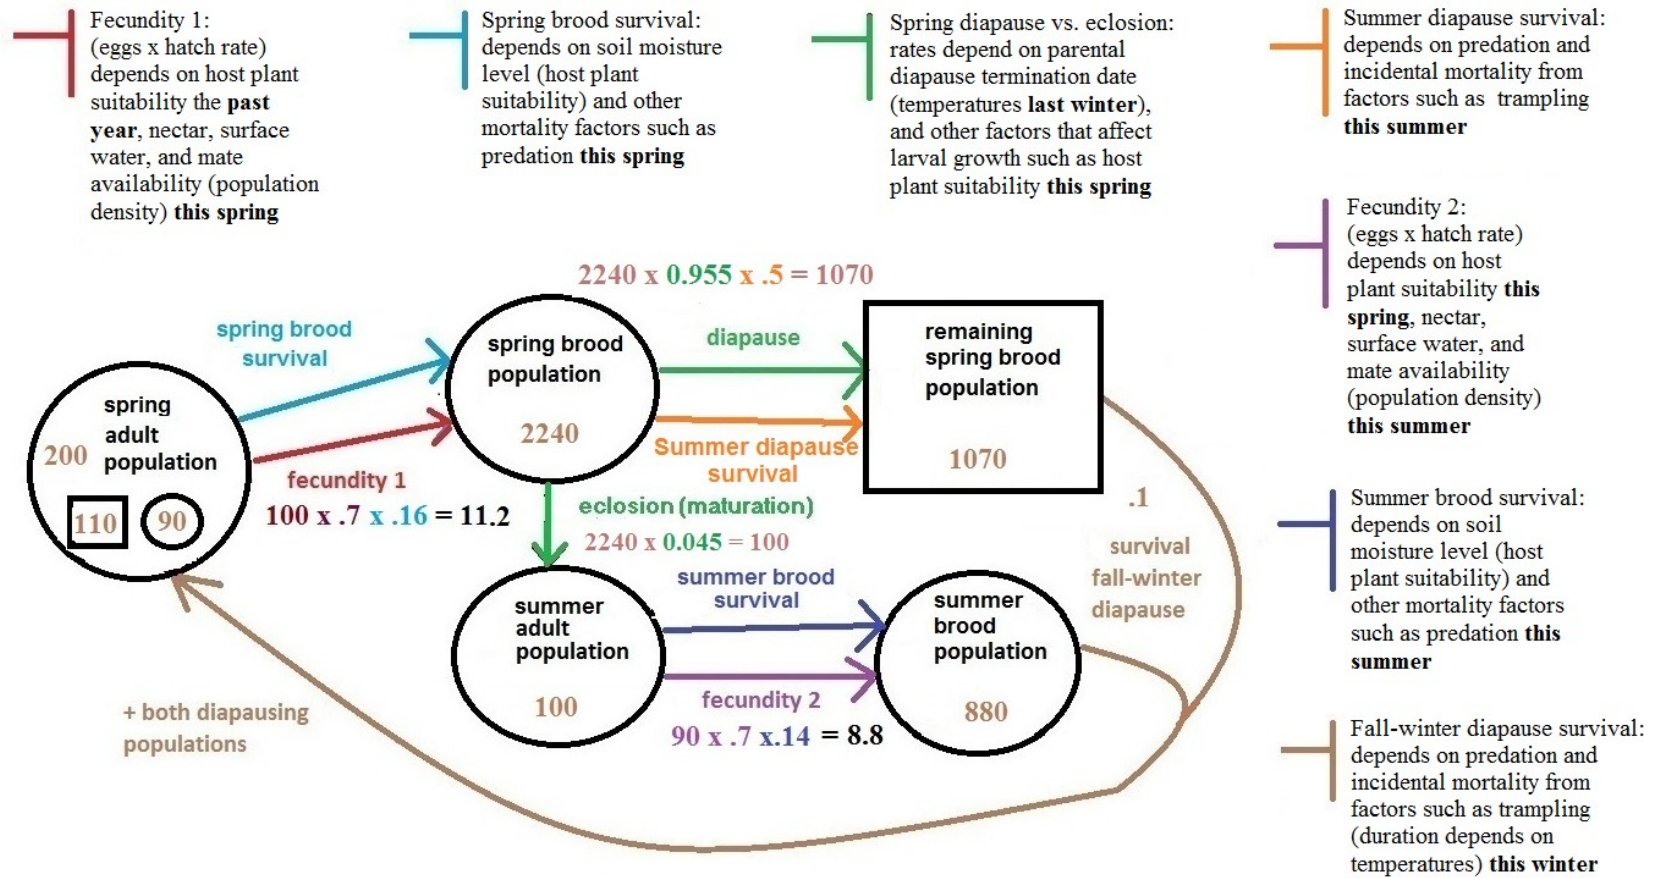 Fecundity 1:
(eggs x hatch rate)
depends on host plant
suitability the past
year, nectar, surface
water, and mate
availability (population
density) this spring
Spring brood survival:
depends on soil moisture
level (host plant
suitability) and other
mortality factors such as
predation this spring
Spring diapause vs. eclosion:
rates depend on parental
diapause termination date
(temperatures last winter),
and other factors that affect
larval growth such as host
plant suitability this spring
Summer diapause survival:
depends on predation and
incidental mortality from
factors such as trampling
this summer
Fecundity 2:
(eggs x hatch rate)
depends on host
plant suitability this
spring, nectar,
surface water, and
mate availability
(population density)
this summer
Summer brood survival:
depends on soil
moisture level (host
plant suitability) and
other mortality factors
such as predation this
summer
Fall-winter diapause survival:
depends on predation and
incidental mortality from
factors such as trampling
(duration depends on
temperatures) this winter
2240 x 0.955 x .5 = 1070
spring brood
survival
spring brood
population
2240
diapause
Summer diapause
survival
remaining
spring brood
population
1070
spring
adult
population
200
110
90
fecundity 1
100 x .7 x .16 = 11.2
eclosion (maturation)
2240 x 0.045 = 100
summer
adult
population
100
summer brood
survival
fecundity 2
90 x .7 x.14 = 8.8
summer
brood
population
880
.1
survival
fall-winter
diapause
+ both diapausing
populations